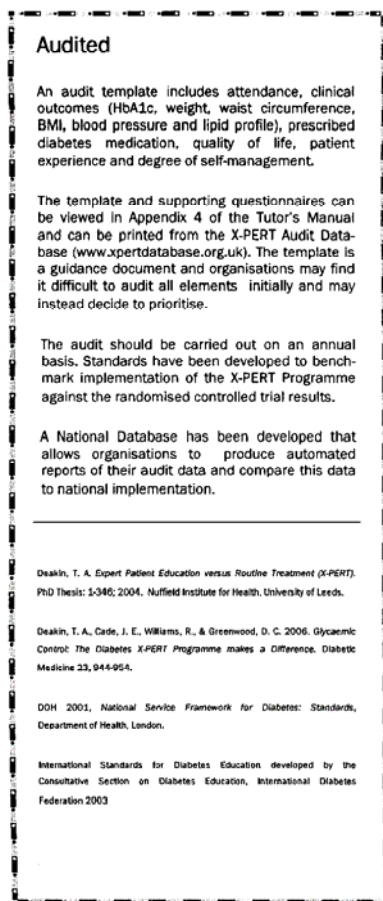 Audited
An audit template includes attendance, clinical
outcomes (HbA1c, weight, waist circumference,
BMI, blood pressure and lipid profile), prescribed
diabetes medication, quality of life, patient
experience and degree of self-management.
The template and supporting questionnaires can
be viewed in Appendix 4 of the Tutor's Manual
and can be printed from the X-PERT Audit Data-
base (www.xpertdatabase.org.uk). The template is
a guidance document and organisations may find
it difficult to audit all elements initially and may
instead decide to prioritise.
The audit should be carried out on an annual
basis. Standards have been developed to bench-
mark implementation of the X-PERT Programme
against the randomised controlled trial results.
A National Database has been developed that
allows organisations to produce automated
reports of their audit data and compare this data
to national implementation.
Deakin, T. A. Expert Patient Education versus Routine Treatment (X-PERT).
PhD Thesis: 1-346; 2004. Nuffield Institute for Health, University of Leeds.
Deakin, T. A., Cade, J. E., Williams, R., & Greenwood, D. C. 2006. Glycaemic
Control: The Diabetes X-PERT Programme makes a Difference. Diabetic
Medicine 23, 944-954.
DOH 2001, National Service Framework for Diabetes: Standards,
Department of Health, London.
International Standards for Diabetes Education developed by the
Consultative Section on Diabetes Education, International Diabetes
Federation 2003